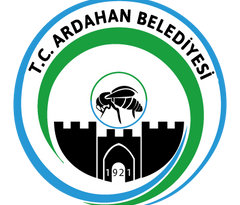 T.C. ARDAHAN BELEDİYESİ
1921